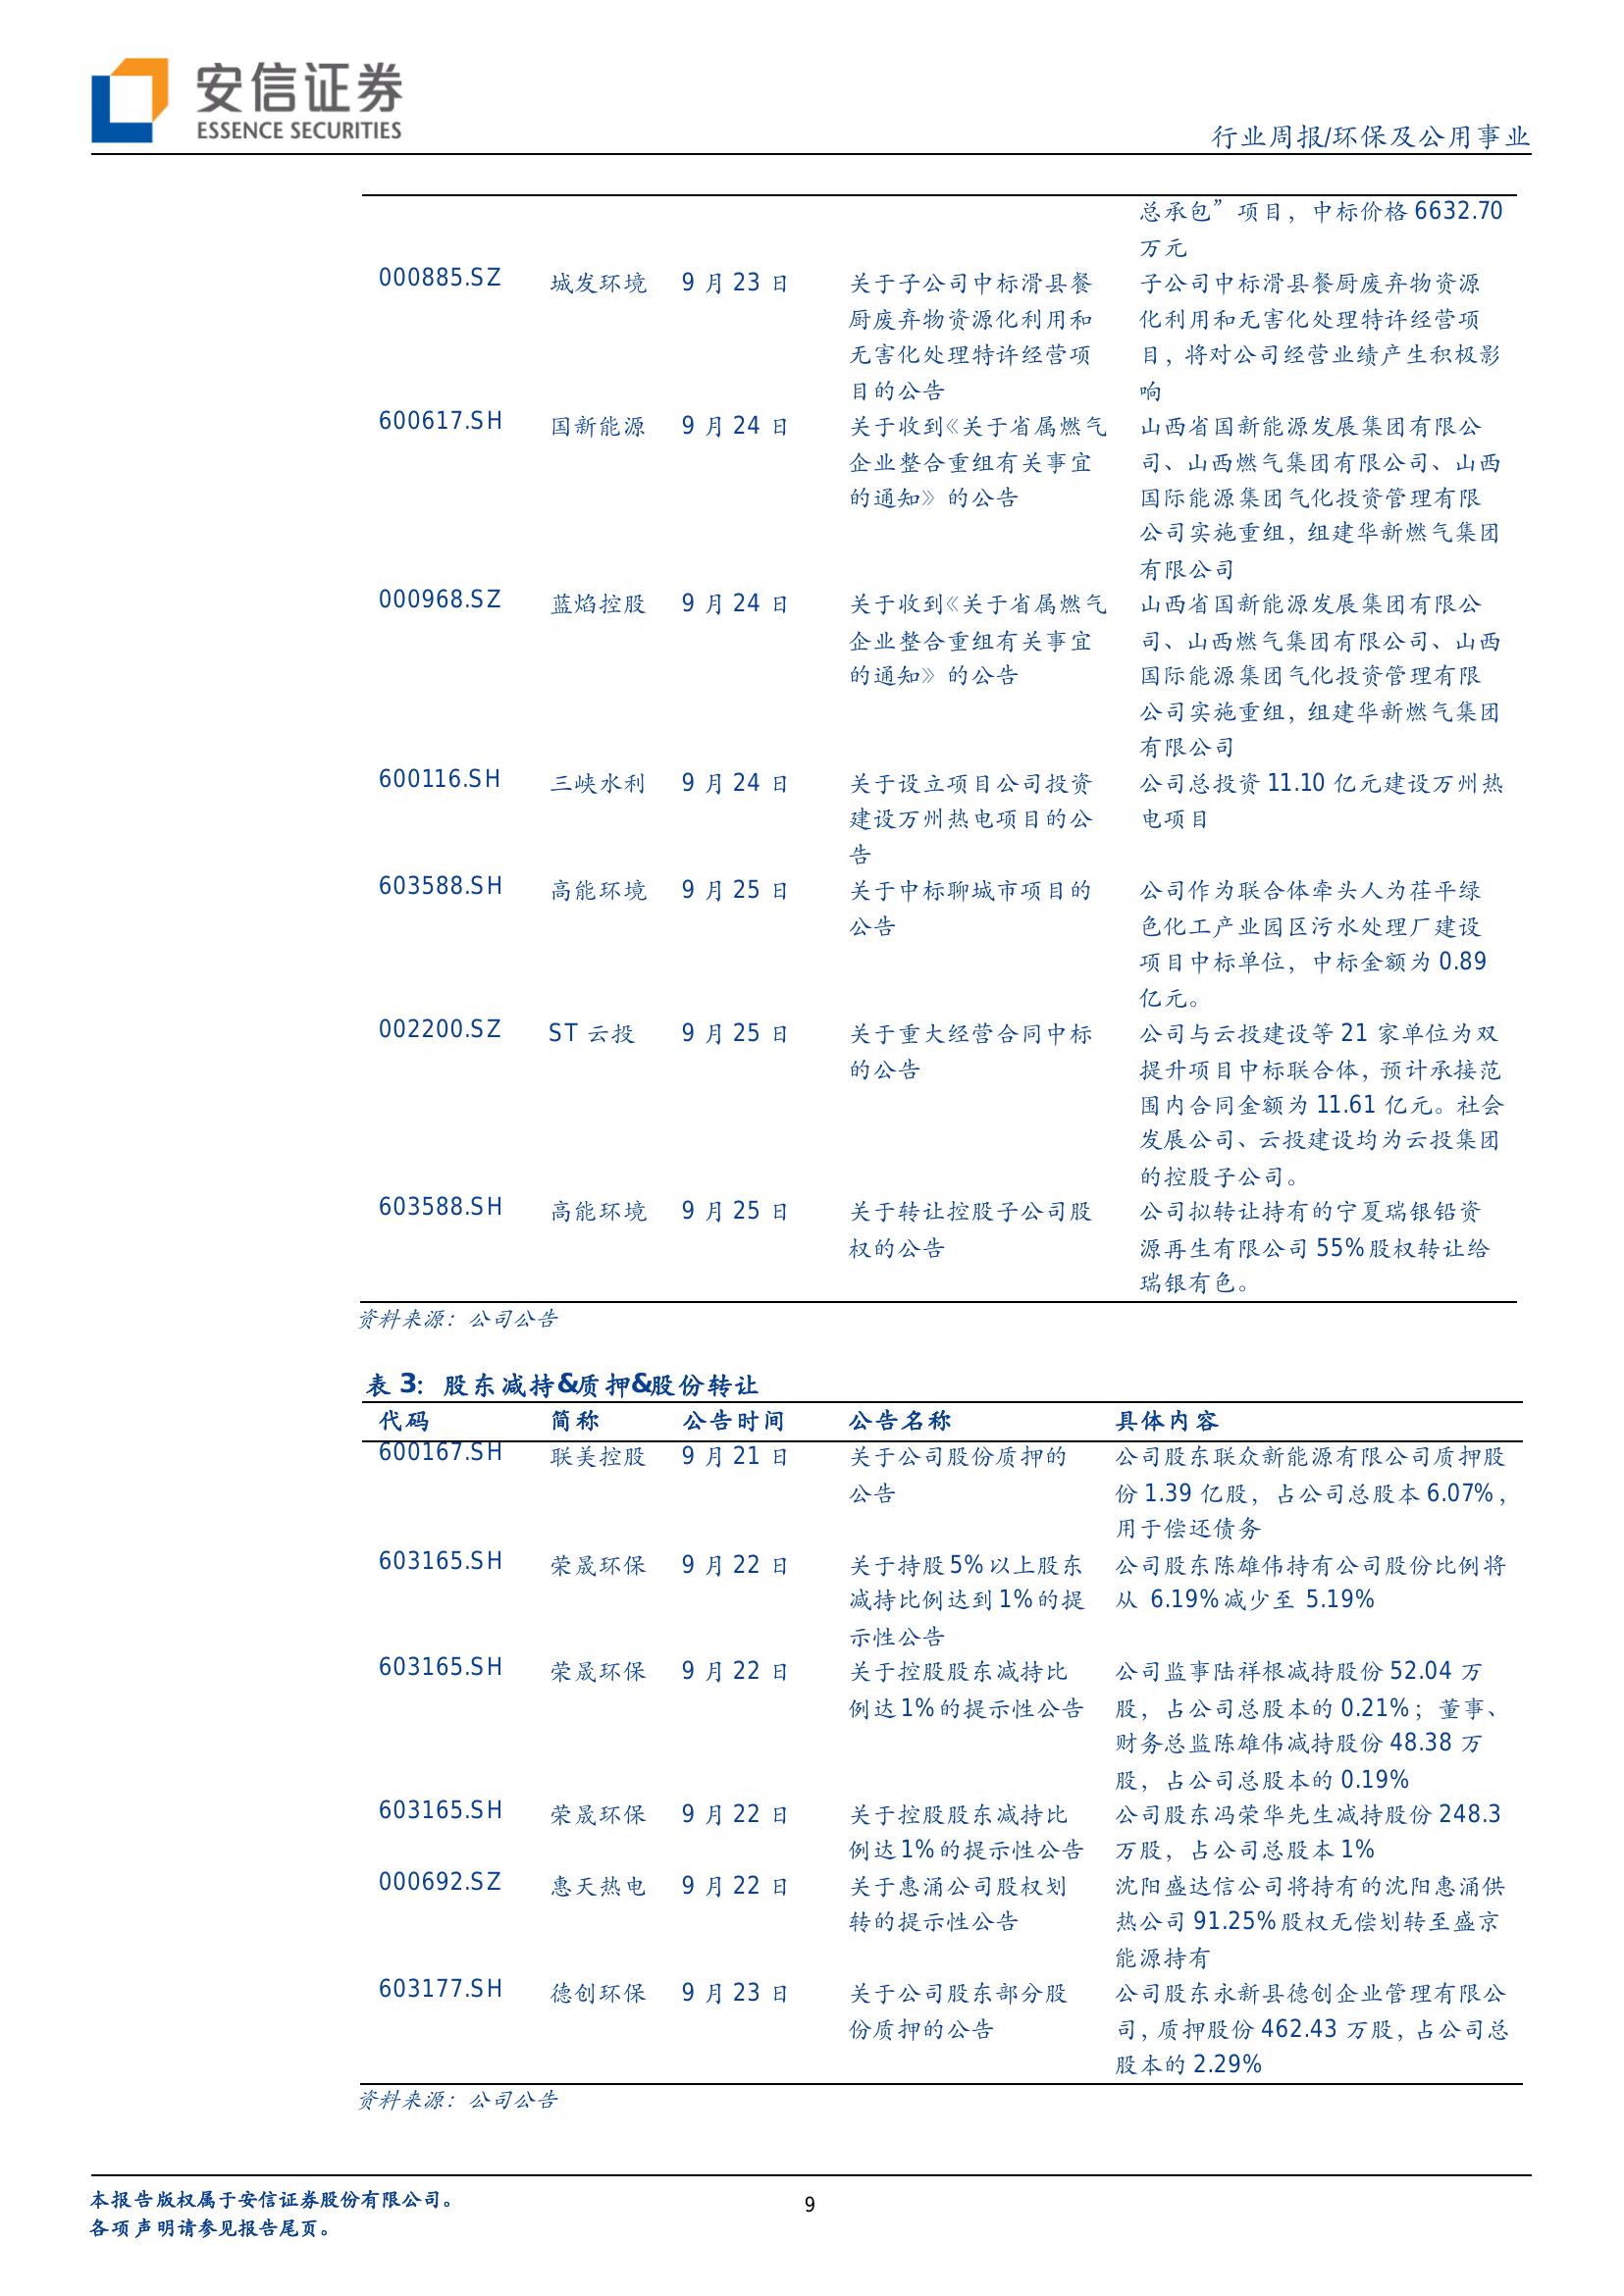 安信证券
ESSENCE SECURITIES
行业周报/环保及公用事业
总承包”项目，中标价格 6632.70
万元
000885.SZ 城发环境 9 月 23 日 关于子公司中标滑县餐 子公司中标滑县餐厨废弃物资源
厨废弃物资源化利用和 化利用和无害化处理特许经营项
无害化处理特许经营项 目，将对公司经营业绩产生积极影
目的公告 响
600617.SH 国新能源 9 月 24 日 关于收到《关于省属燃气 山西省国新能源发展集团有限公
企业整合重组有关事宜 司、山西燃气集团有限公司、山西
的通知》的公告 国际能源集团气化投资管理有限
公司实施重组，组建华新燃气集团
有限公司
000968.SZ 蓝焰控股 9 月 24 日 关于收到《关于省属燃气 山西省国新能源发展集团有限公
企业整合重组有关事宜 司、山西燃气集团有限公司、山西
的通知》的公告 国际能源集团气化投资管理有限
公司实施重组，组建华新燃气集团
有限公司
600116.SH 三峡水利 9 月 24 日 关于设立项目公司投资 公司总投资 11.10 亿元建设万州热
建设万州热电项目的公 电项目
告
603588.SH 高能环境 9 月 25 日 关于中标聊城市项目的 公司作为联合体牵头人为茌平绿
公告 色化工产业园区污水处理厂建设
项目中标单位，中标金额为 0.89
亿元。
002200.SZ ST 云投 9 月 25 日 关于重大经营合同中标 公司与云投建设等 21 家单位为双
的公告 提升项目中标联合体，预计承接范
围内合同金额为 11.61 亿元。社会
发展公司、云投建设均为云投集团
的控股子公司。
603588.SH 高能环境 9 月 25 日 关于转让控股子公司股 公司拟转让持有的宁夏瑞银铅资
权的公告 源再生有限公司 55%股权转让给
瑞银有色。
资料来源：公司公告
表 3：股东减持&质押&股份转让
代码 简称 公告时间 公告名称 具体内容
600167.SH 联美控股 9 月 21 日 关于公司股份质押的 公司股东联众新能源有限公司质押股
公告 份 1.39 亿股，占公司总股本 6.07%，
用于偿还债务
603165.SH 荣晟环保 9 月 22 日 关于持股 5%以上股东 公司股东陈雄伟持有公司股份比例将
减持比例达到 1%的提 从 6.19%减少至 5.19%
示性公告
603165.SH 荣晟环保 9 月 22 日 关于控股股东减持比 公司监事陆祥根减持股份 52.04 万
例达 1%的提示性公告 股，占公司总股本的 0.21%；董事、
财务总监陈雄伟减持股份 48.38 万
股，占公司总股本的 0.19%
603165.SH 荣晟环保 9 月 22 日 关于控股股东减持比 公司股东冯荣华先生减持股份 248.3
例达 1%的提示性公告 万股，占公司总股本 1%
000692.SZ 惠天热电 9 月 22 日 关于惠涌公司股权划 沈阳盛达信公司将持有的沈阳惠涌供
转的提示性公告 热公司 91.25%股权无偿划转至盛京
能源持有
603177.SH 德创环保 9 月 23 日 关于公司股东部分股 公司股东永新县德创企业管理有限公
份质押的公告 司，质押股份 462.43 万股，占公司总
股本的 2.29%
资料来源：公司公告
本报告版权属于安信证券股份有限公司。
各项声明请参见报告尾页。
9